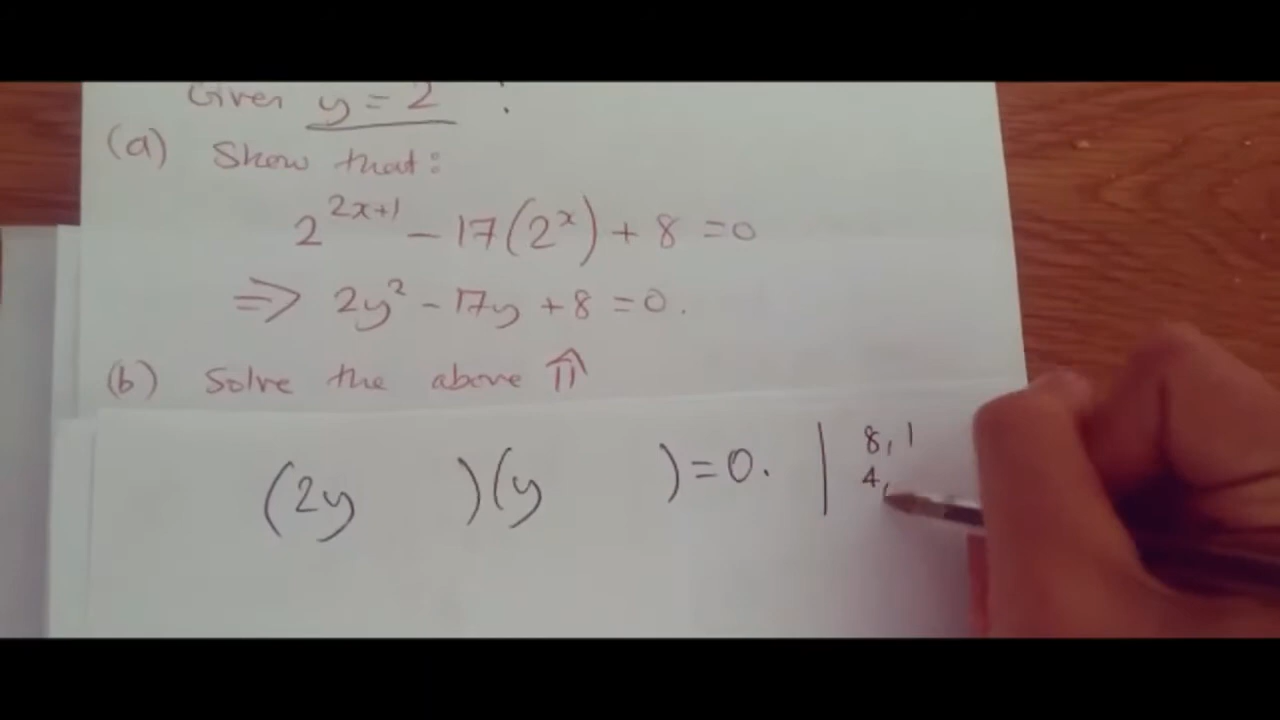 Given y = 2 :
(a) Show that:
2^{2x+1} - 17(2^x) + 8 = 0
=> 2y² - 17y + 8 = 0.
(b) Solve the above
(2y )(y ) = 0. | 8, 1
4,